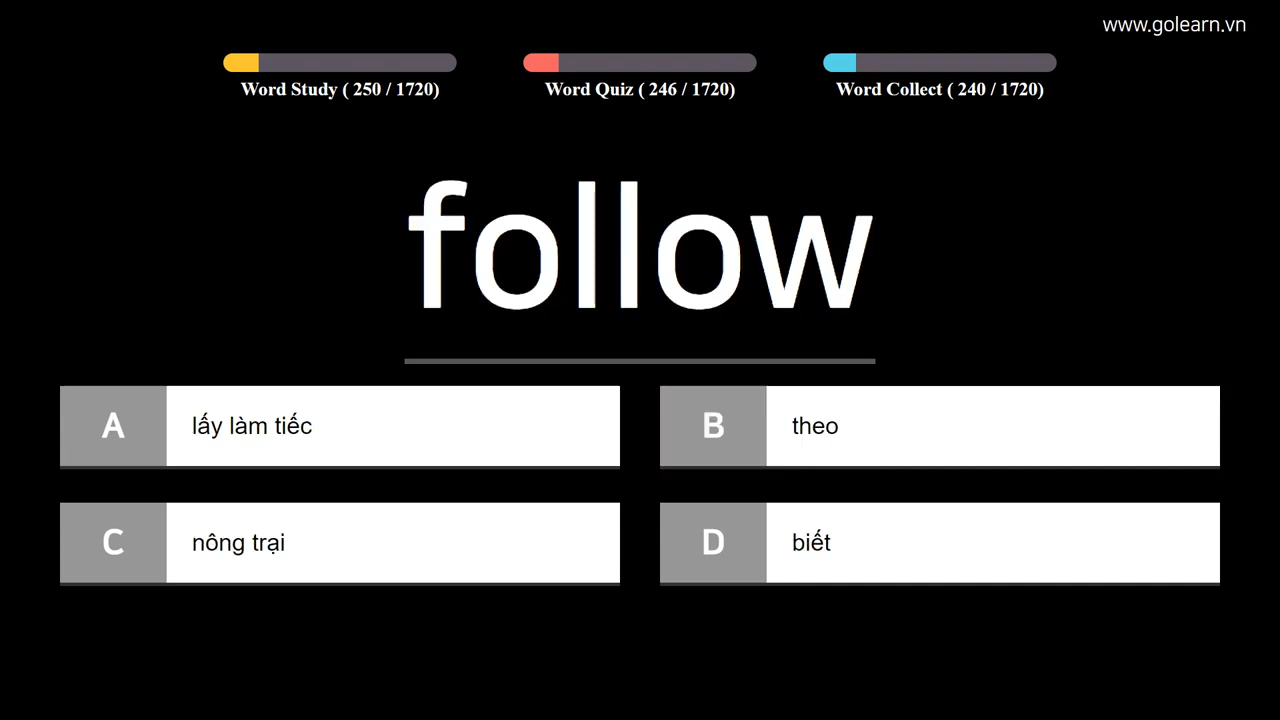 www.golearn.vn
Word Study ( 250 / 1720)
Word Quiz ( 246 / 1720)
Word Collect ( 240 / 1720)
follow
A lấy làm tiếc
B theo
C nông trại
D biết